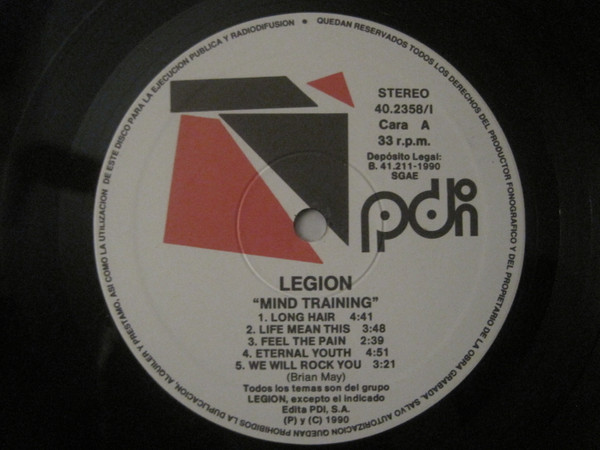 QUEDAN RESERVADOS TODOS LOS DERECHOS DEL PRODUCTOR FONOGRAFICO Y DEL PROPIETARIO DE LA OBRA GRABADA. SALVO AUTORIZACION QUEDAN PROHIBIDOS LA DUPLICACION, ALQUILER Y PRESTAMO, ASI COMO LA UTILIZACION DE ESTE DISCO PARA LA EJECUCION PUBLICA Y RADIODIFUSION •
STEREO
40.2358/I
Cara A
33 r.p.m.
Depósito Legal:
B. 41.211-1990
SGAE
pdi
LEGION
“MIND TRAINING”
1. LONG HAIR 4:41
2. LIFE MEAN THIS 3:48
3. FEEL THE PAIN 2:39
4. ETERNAL YOUTH 4:51
5. WE WILL ROCK YOU 3:21
(Brian May)
Todos los temas son del grupo
LEGION, excepto el indicado
Edita PDI, S.A.
(P) y (C) 1990